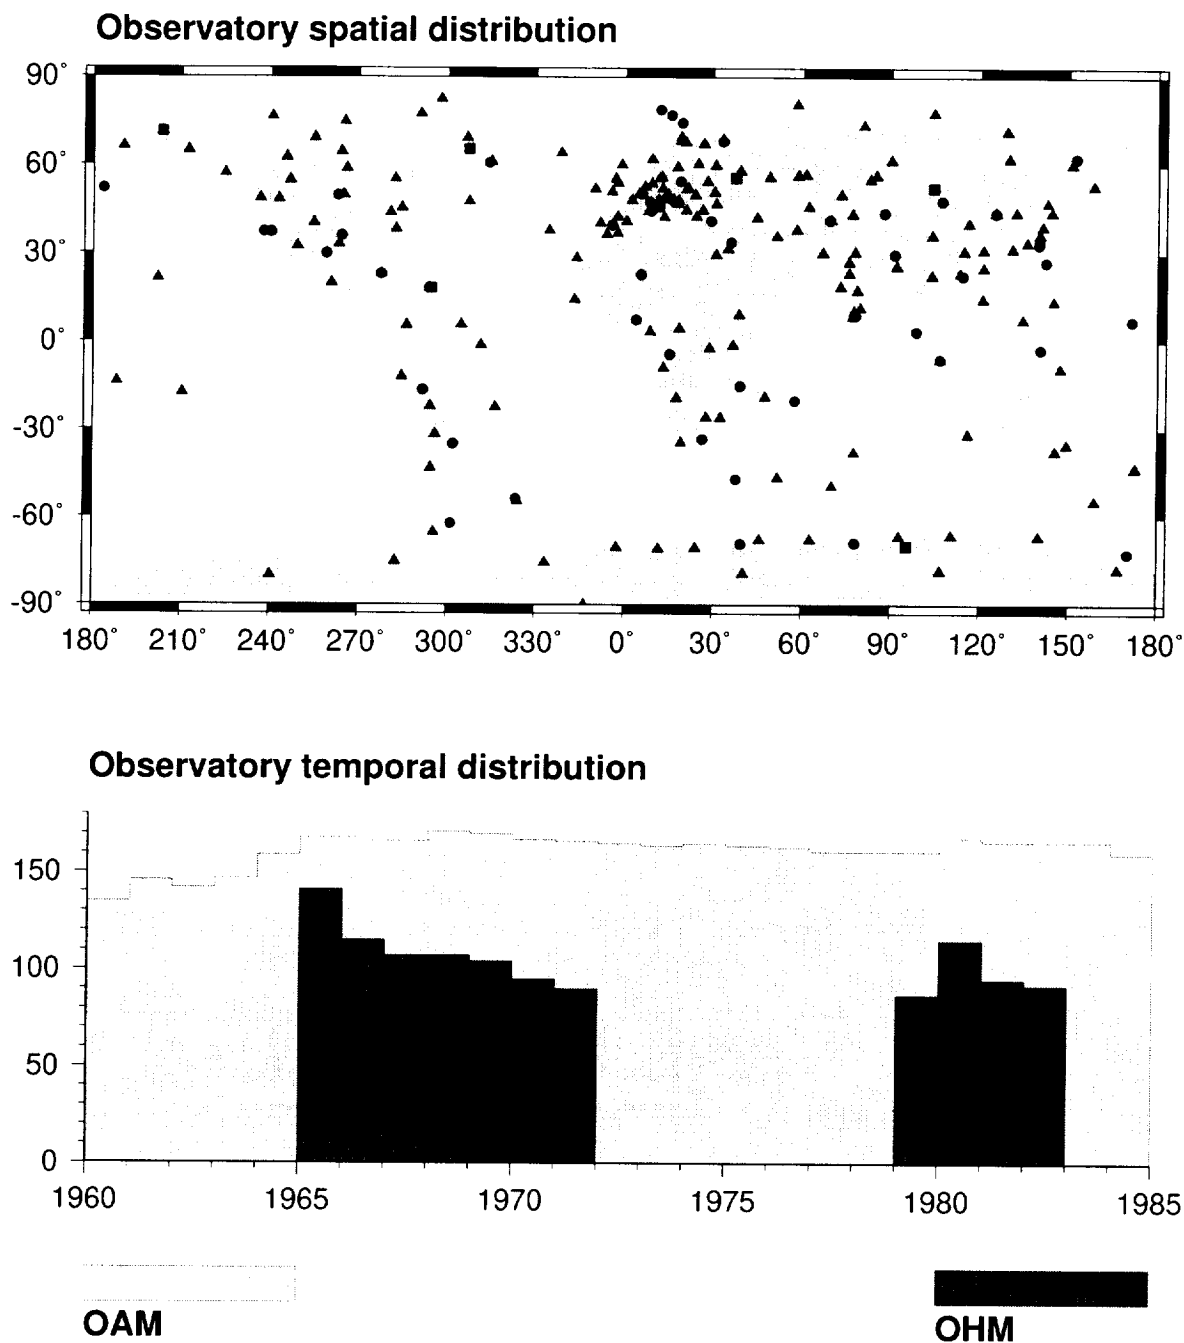 Observatory spatial distribution
90˚
60˚
30˚
0˚
-30˚
-60˚
-90˚
180˚ 210˚ 240˚ 270˚ 300˚ 330˚ 0˚ 30˚ 60˚ 90˚ 120˚ 150˚ 180˚
Observatory temporal distribution
150
100
50
0
1960 1965 1970 1975 1980 1985
OAM OHM